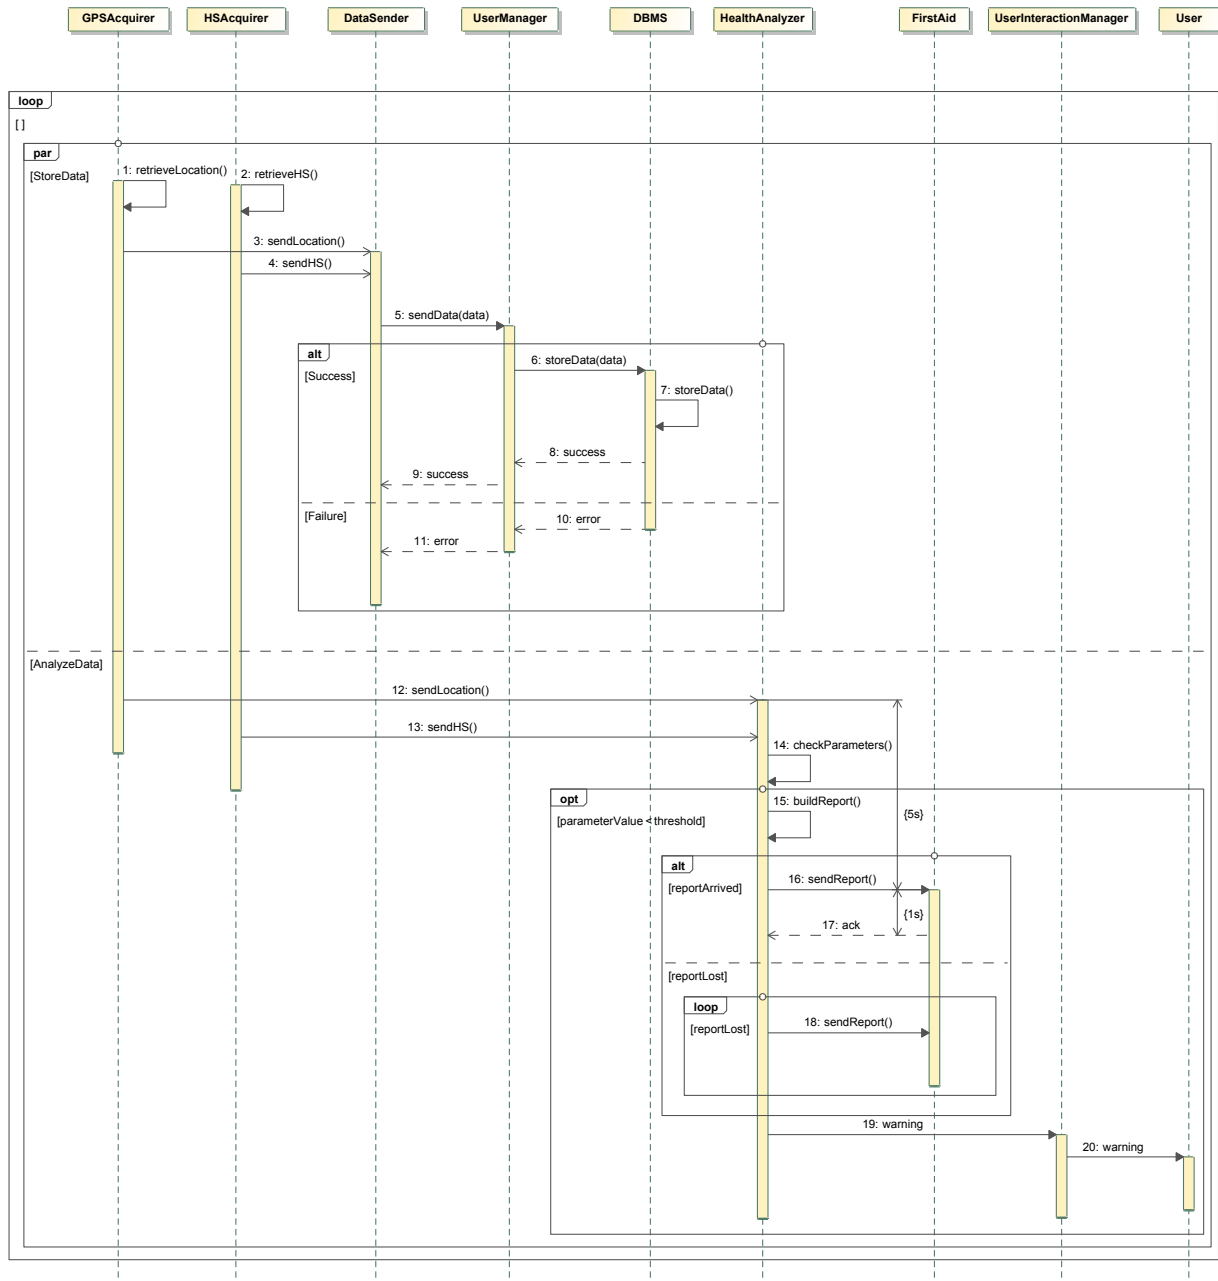 GPSAcquirer HSAcquirer DataSender UserManager DBMS HealthAnalyzer FirstAid UserInteractionManager User
loop
[ ]
par
[StoreData]
1: retrieveLocation()
2: retrieveHS()
3: sendLocation()
4: sendHS()
5: sendData(data)
alt
[Success]
6: storeData(data)
7: storeData()
8: success
9: success
[Failure]
10: error
11: error
[AnalyzeData]
12: sendLocation()
13: sendHS()
14: checkParameters()
opt
15: buildReport()
[parameterValue < threshold]
{5s}
alt
[reportArrived]
16: sendReport()
{1s}
17: ack
[reportLost]
loop
[reportLost]
18: sendReport()
19: warning
20: warning